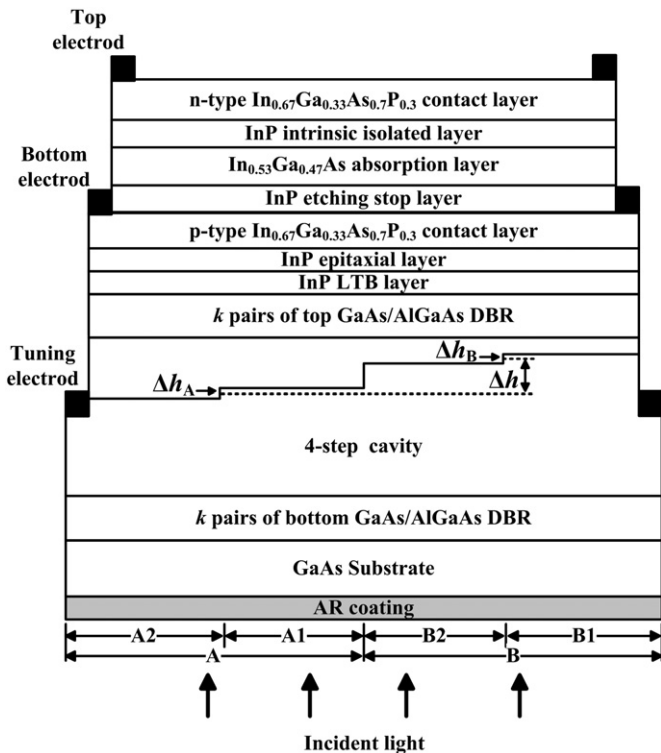 Top
electrod
n-type In₀.₆₇Ga₀.₃₃As₀.₇P₀.₃ contact layer
InP intrinsic isolated layer
Bottom
electrod
In₀.₅₃Ga₀.₄₇As absorption layer
InP etching stop layer
p-type In₀.₆₇Ga₀.₃₃As₀.₇P₀.₃ contact layer
InP epitaxial layer
InP LTB layer
k pairs of top GaAs/AlGaAs DBR
Tuning
electrod
Δh_B
Δh_A
Δh
4-step cavity
k pairs of bottom GaAs/AlGaAs DBR
GaAs Substrate
AR coating
A2 A1 B2 B1
A B
Incident light